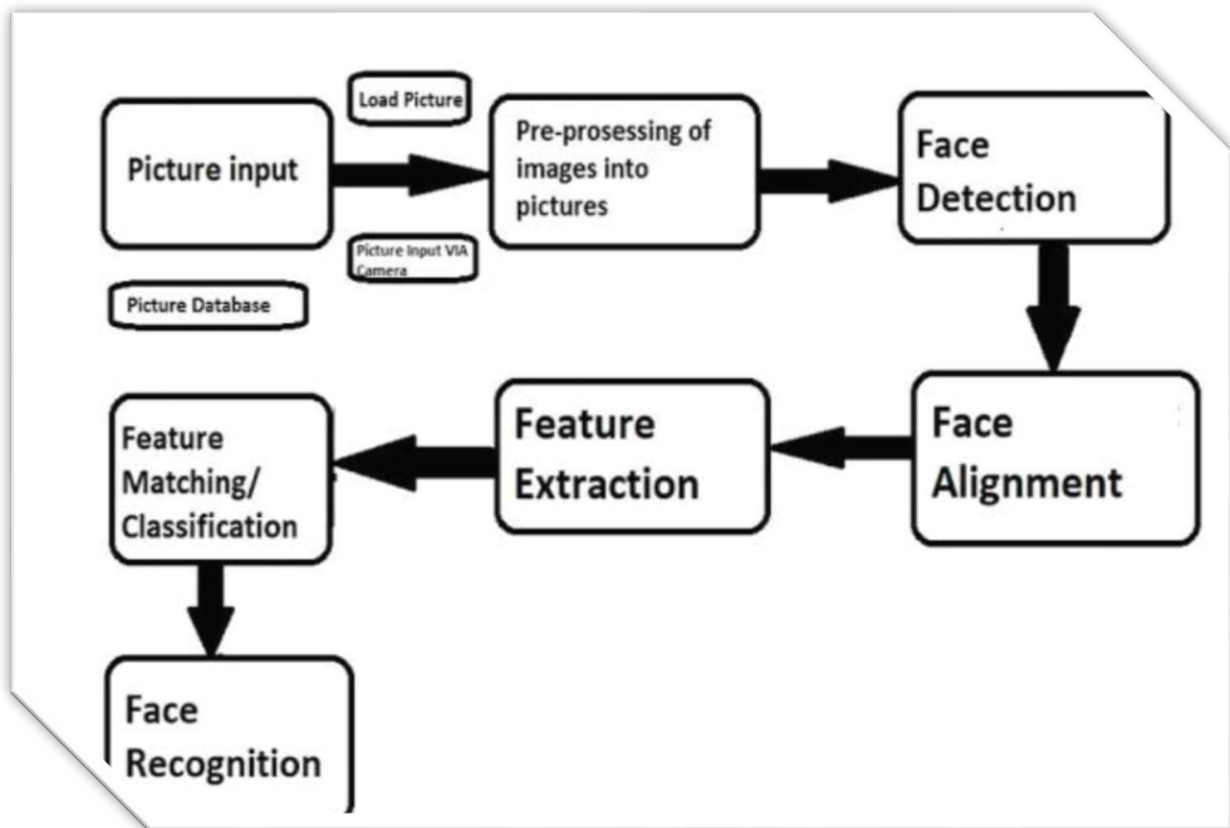 Picture input
Load Picture
Picture Input VIA
Camera
Picture Database
Pre-prosessing of
images into
pictures
Face
Detection
Face
Alignment
Feature
Extraction
Feature
Matching/
Classification
Face
Recognition